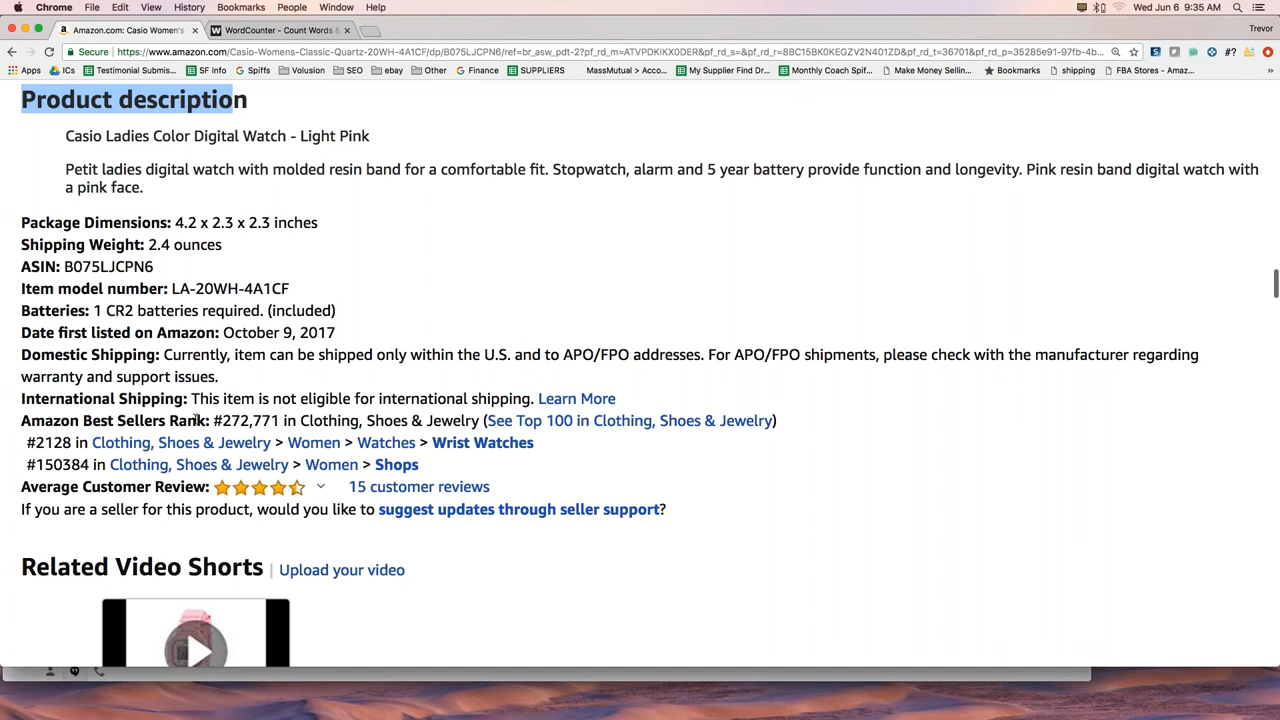 Chrome File Edit View History Bookmarks People Window Help Wed Jun 6 9:35 AM
Amazon.com: Casio Women's WordCounter - Count Words & Trevor
Secure https://www.amazon.com/Casio-Womens-Classic-Quartz-20WH-4A1CF/dp/B075LJCPN6/ref=br_asw_pdt-2?pf_rd_m=ATVPDKIKX0DER&pf_rd_s=&pf_rd_r=8BC15BK0KEGZV2N401ZD&pf_rd_t=36701&pf_rd_p=35285e91-97fb-4b...
Apps ICs Testimonial Submis... SF Info Spiffs Volusion SEO ebay Other Finance SUPPLIERS MassMutual > Acco... My Supplier Find Dr... Monthly Coach Spif... Make Money Sellin... Bookmarks shipping FBA Stores - Amaz... »
Product description
Casio Ladies Color Digital Watch - Light Pink
Petit ladies digital watch with molded resin band for a comfortable fit. Stopwatch, alarm and 5 year battery provide function and longevity. Pink resin band digital watch with
a pink face.
Package Dimensions: 4.2 x 2.3 x 2.3 inches
Shipping Weight: 2.4 ounces
ASIN: B075LJCPN6
Item model number: LA-20WH-4A1CF
Batteries: 1 CR2 batteries required. (included)
Date first listed on Amazon: October 9, 2017
Domestic Shipping: Currently, item can be shipped only within the U.S. and to APO/FPO addresses. For APO/FPO shipments, please check with the manufacturer regarding
warranty and support issues.
International Shipping: This item is not eligible for international shipping. Learn More
Amazon Best Sellers Rank: #272,771 in Clothing, Shoes & Jewelry (See Top 100 in Clothing, Shoes & Jewelry)
#2128 in Clothing, Shoes & Jewelry > Women > Watches > Wrist Watches
#150384 in Clothing, Shoes & Jewelry > Women > Shops
Average Customer Review: 15 customer reviews
If you are a seller for this product, would you like to suggest updates through seller support?
Related Video Shorts | Upload your video